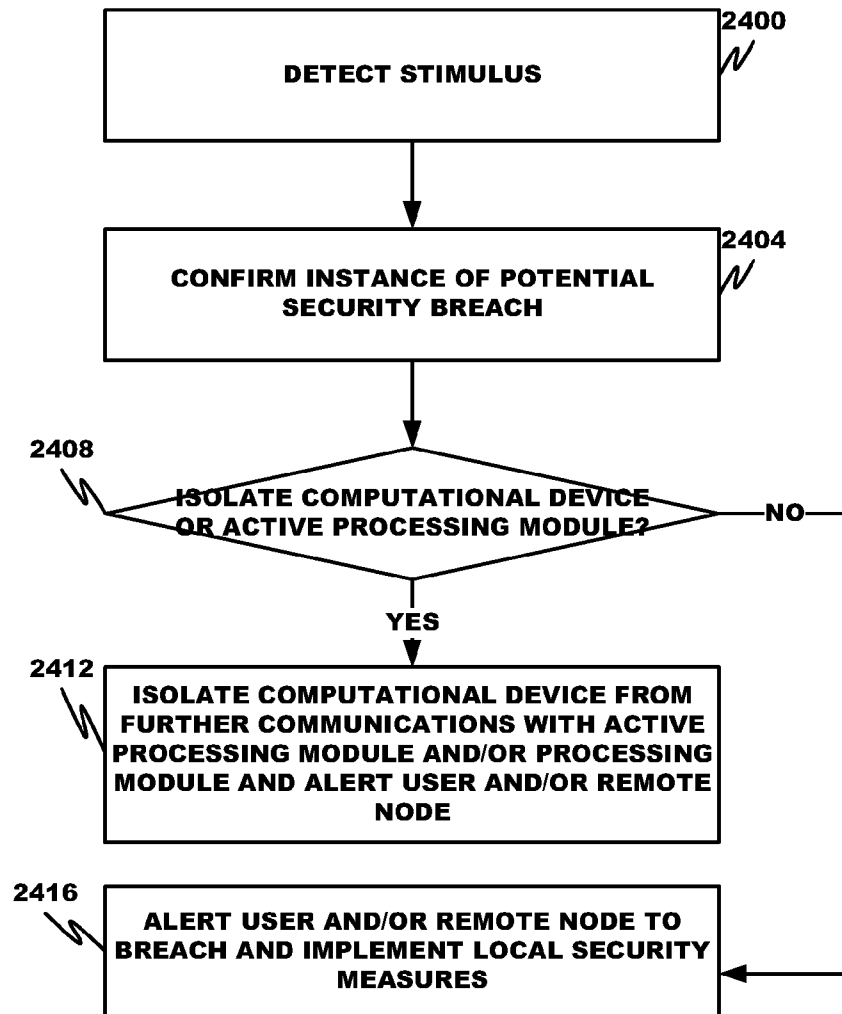 2400
DETECT STIMULUS
2404
CONFIRM INSTANCE OF POTENTIAL
SECURITY BREACH
2408
ISOLATE COMPUTATIONAL DEVICE
OR ACTIVE PROCESSING MODULE?
NO
YES
2412
ISOLATE COMPUTATIONAL DEVICE FROM
FURTHER COMMUNICATIONS WITH ACTIVE
PROCESSING MODULE AND/OR PROCESSING
MODULE AND ALERT USER AND/OR REMOTE
NODE
2416
ALERT USER AND/OR REMOTE NODE TO
BREACH AND IMPLEMENT LOCAL SECURITY
MEASURES